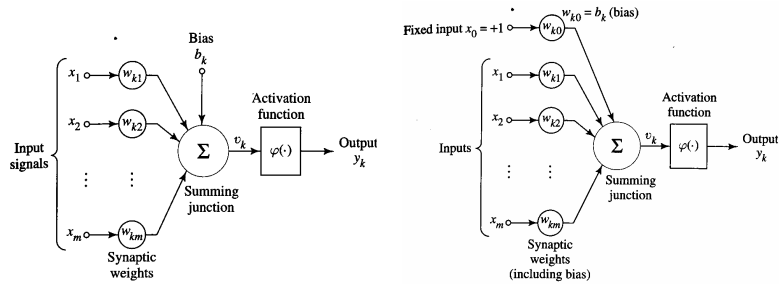 Bias
b_k
x_1
w_k1
x_2
w_k2
Activation
function
Input
signals
Σ
v_k
φ(·)
Output
y_k
⋮
⋮
Summing
junction
x_m
w_km
Synaptic
weights
w_k0 = b_k (bias)
Fixed input x_0 = +1
w_k0
x_1
w_k1
Activation
function
x_2
w_k2
Inputs
Σ
v_k
φ(·)
Output
y_k
⋮
⋮
Summing
junction
x_m
w_km
Synaptic
weights
(including bias)